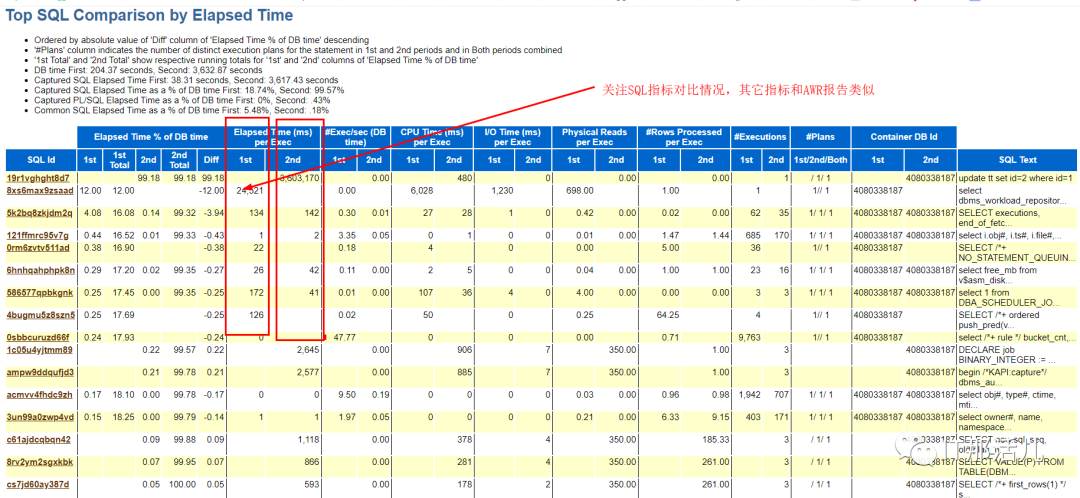 Top SQL Comparison by Elapsed Time
Ordered by absolute value of 'Diff' column of 'Elapsed Time % of DB time' descending
'#Plans' column indicates the number of distinct execution plans for the statement in 1st and 2nd periods and in Both periods combined
'1st Total' and '2nd Total' show respective running totals for '1st' and '2nd' columns of 'Elapsed Time % of DB time'
DB time First: 204.37 seconds, Second: 3,632.87 seconds
Captured SQL Elapsed Time First: 38.31 seconds, Second: 3,617.43 seconds
Captured SQL Elapsed Time as a % of DB time First: 18.74%, Second: 99.57%
Captured PL/SQL Elapsed Time as a % of DB time First: 0%, Second: .43%
Common SQL Elapsed Time as a % of DB time First: 5.48%, Second: .18%
关注SQL指标对比情况，其它指标和AWR报告类似
Elapsed Time % of DB time Elapsed Time (ms) per Exec #Exec/sec (DB time) CPU Time (ms) per Exec I/O Time (ms) per Exec Physical Reads per Exec #Rows Processed per Exec #Executions #Plans Container DB Id
SQL Id 1st 1st Total 2nd 2nd Total Diff 1st 2nd 1st 2nd 1st 2nd 1st 2nd 1st 2nd 1st 2nd 1st 2nd 1st/2nd/Both 1st 2nd SQL Text
19r1vghght8d7 99.18 99.18 99.18 3,603,170 0.00 480 0 0.00 0.00 1 / 1/ 1 4080338187 update tt set id=2 where id=1
8xs6max9zsaad 12.00 12.00 -12.00 24,521 0.00 6,028 1,230 698.00 1.00 1 1// 1 4080338187 select dbms_workload_repositor...
5k2bq8zkjdm2q 4.08 16.08 0.14 99.32 -3.94 134 142 0.30 0.01 27 28 1 0 0.42 0.00 0.02 0.00 62 35 1/ 1/ 1 4080338187 4080338187 SELECT executions, end_of_fetc...
121ffmrc95v7g 0.44 16.52 0.01 99.33 -0.43 1 2 3.35 0.05 0 1 0 0 0.01 0.00 1.47 1.44 685 170 1/ 1/ 1 4080338187 4080338187 select i.obj#, i.ts#, i.file#,...
0rm6zvtv511ad 0.38 16.90 -0.38 22 0.18 4 0 0.00 5.00 36 1// 1 4080338187 SELECT /*+ NO_STATEMENT_QUEUIN...
6hnhqahphpk8n 0.29 17.20 0.02 99.35 -0.27 26 42 0.11 0.00 2 5 0 0 0.04 0.00 1.00 1.00 23 16 1/ 1/ 1 4080338187 4080338187 select free_mb from v$asm_disk...
586577qpbkgnk 0.25 17.45 0.00 99.35 -0.25 172 41 0.01 0.00 107 36 4 0 4.00 0.00 0.00 0.00 3 3 1/ 1/ 1 4080338187 4080338187 select 1 from DBA_SCHEDULER_JO...
4bugmu5z8szn5 0.25 17.69 -0.25 126 0.02 50 0 0.25 64.25 4 1// 1 4080338187 SELECT /*+ ordered push_pred(v...
0sbbcuruzd66f 0.24 17.93 -0.24 0 47.77 0 0 0.00 0.71 9,763 1// 1 4080338187 select /*+ rule */ bucket_cnt,...
1c05u4yjtmm89 0.22 99.57 0.22 2,645 0.00 906 7 350.00 1.00 3 / 1/ 1 4080338187 DECLARE job BINARY_INTEGER := ...
ampw9ddqufjd3 0.21 99.78 0.21 2,577 0.00 885 7 350.00 1.00 3 / 1/ 1 4080338187 begin /*KAPI:capture*/ dbms_au...
acmvv4fhdc9zh 0.17 18.10 0.00 99.78 -0.17 0 0 9.50 0.19 0 0 0 0 0.03 0.00 0.96 0.98 1,942 707 1/ 1/ 1 4080338187 4080338187 select obj#, type#, ctime, mti...
3un99a0zwp4vd 0.15 18.25 0.00 99.79 -0.14 1 1 1.97 0.05 0 0 0 0 0.21 0.00 6.33 9.15 403 171 1/ 1/ 1 4080338187 4080338187 select owner#, name, namespace...
c61ajdcqbqn42 0.09 99.88 0.09 1,118 0.00 378 4 350.00 185.33 3 / 1/ 1
8rv2ym2sgxkbk 0.07 99.95 0.07 866 0.00 281 4 350.00 261.00 3 / 1/ 1 SELECT VALUE(P) FROM TABLE(DBM...
cs7jd60ay387d 0.05 100.00 0.05 593 0.00 178 2 350.00 261.00 3 / 1/ 1 4080338187 SELECT /*+ first_rows(1) */ s...